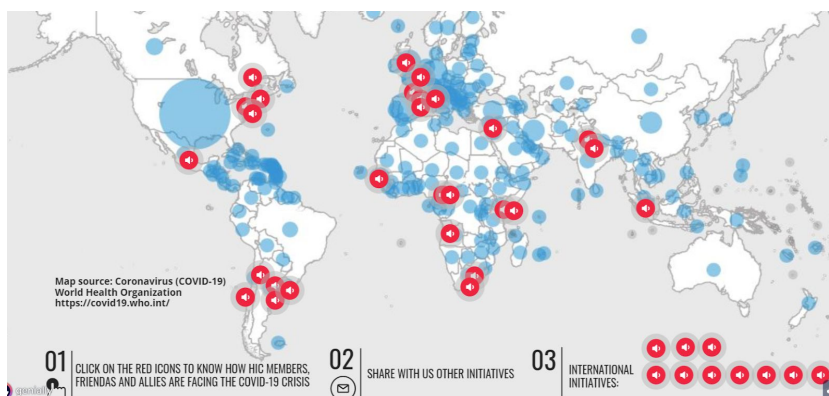 Map source: Coronavirus (COVID-19)
World Health Organization
https://covid19.who.int/
01
CLICK ON THE RED ICONS TO KNOW HOW HIC MEMBERS,
FRIENDAS AND ALLIES ARE FACING THE COVID-19 CRISIS
02
SHARE WITH US OTHER INITIATIVES
03
INTERNATIONAL
INITIATIVES:
genially